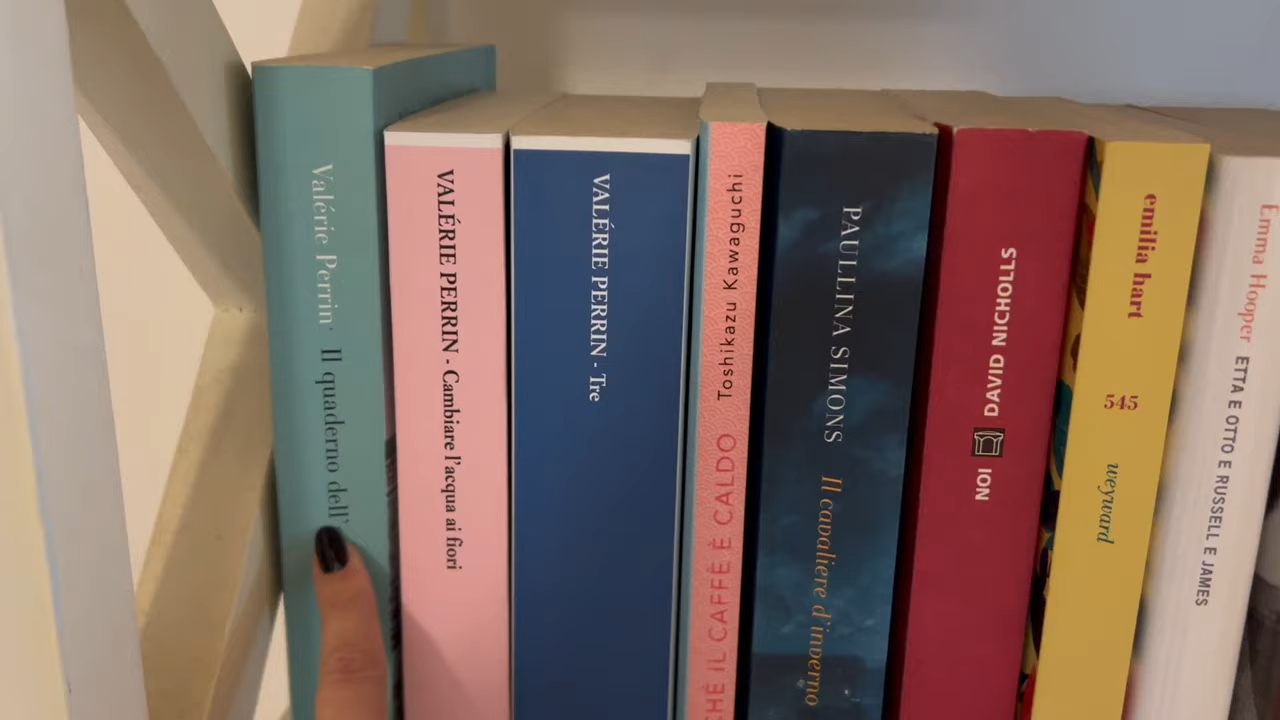 Valérie Perrin Il quaderno dell'
VALÉRIE PERRIN - Cambiare l'acqua ai fiori
VALÉRIE PERRIN - Tre
CHÉ IL CAFFÈ È CALDO Toshikazu Kawaguchi
PAULLINA SIMONS Il cavaliere d'inverno
NOI DAVID NICHOLLS
emilia hart 545 weyward
Emma Hooper ETTA E OTTO E RUSSELL E JAMES